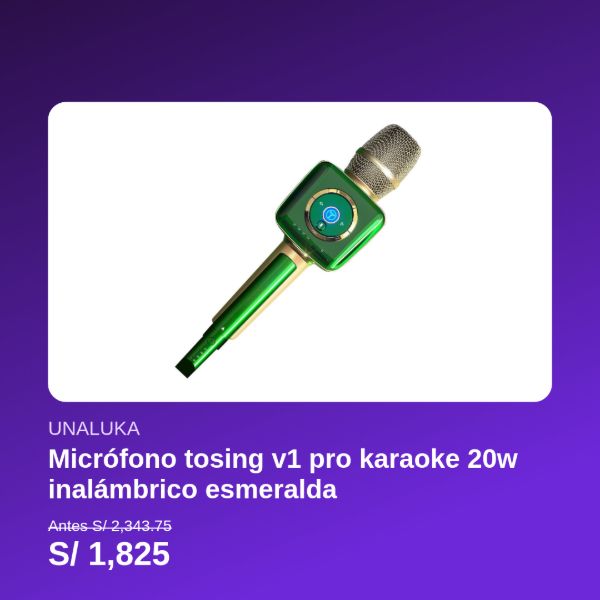 UNALUKA
Micrófono tosing v1 pro karaoke 20w
inalámbrico esmeralda
Antes S/ 2,343.75
S/ 1,825